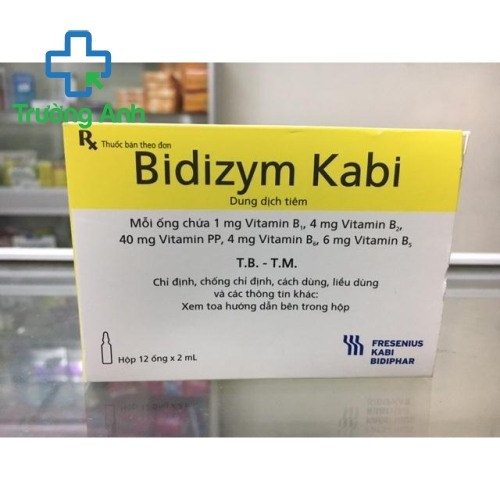 Trường Anh
Rx Thuốc bán theo đơn
Bidizym Kabi
Dung dịch tiêm
Mỗi ống chứa 1 mg Vitamin B₁, 4 mg Vitamin B₂,
40 mg Vitamin PP, 4 mg Vitamin B₆, 6 mg Vitamin B₅
T.B. - T.M.
Chỉ định, chống chỉ định, cách dùng, liều dùng
và các thông tin khác:
Xem toa hướng dẫn bên trong hộp
Hộp 12 ống x 2 mL
FRESENIUS
KABI
BIDIPHAR